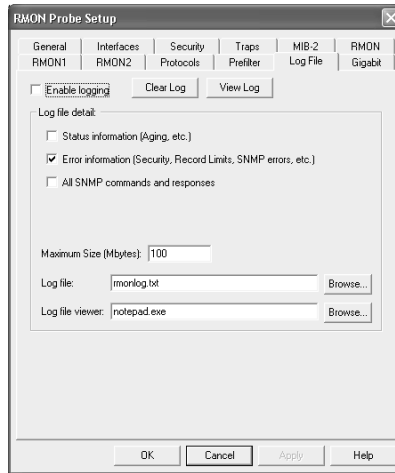 RMON Probe Setup
General Interfaces Security Traps MIB-2 RMON
RMON1 RMON2 Protocols Prefilter Log File Gigabit
Enable logging Clear Log View Log
Log file detail:
Status information (Aging, etc.)
Error information (Security, Record Limits, SNMP errors, etc.)
All SNMP commands and responses
Maximum Size (Mbytes): 100
Log file: rmonlog.txt Browse...
Log file viewer: notepad.exe Browse...
OK Cancel Apply Help